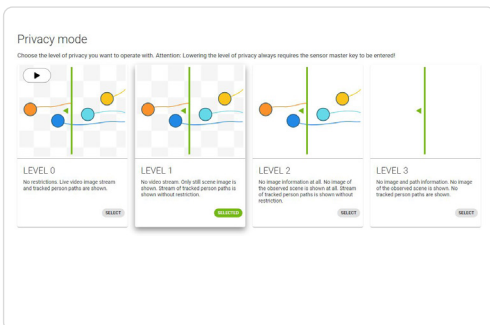 Privacy mode
Choose the level of privacy you want to operate with. Attention: Lowering the level of privacy always requires the sensor master key to be entered!
LEVEL 0
No restrictions. Live video image stream
and tracked person paths are shown.
SELECT
LEVEL 1
No video stream. Only still scene image is
shown. Stream of tracked person paths is
shown without restriction.
SELECTED
LEVEL 2
No image information at all. No image of
the observed scene is shown at all. Stream
of tracked person paths is shown without
restriction.
SELECT
LEVEL 3
No image and path information. No image
of the observed scene is shown. No
tracked person paths are shown.
SELECT